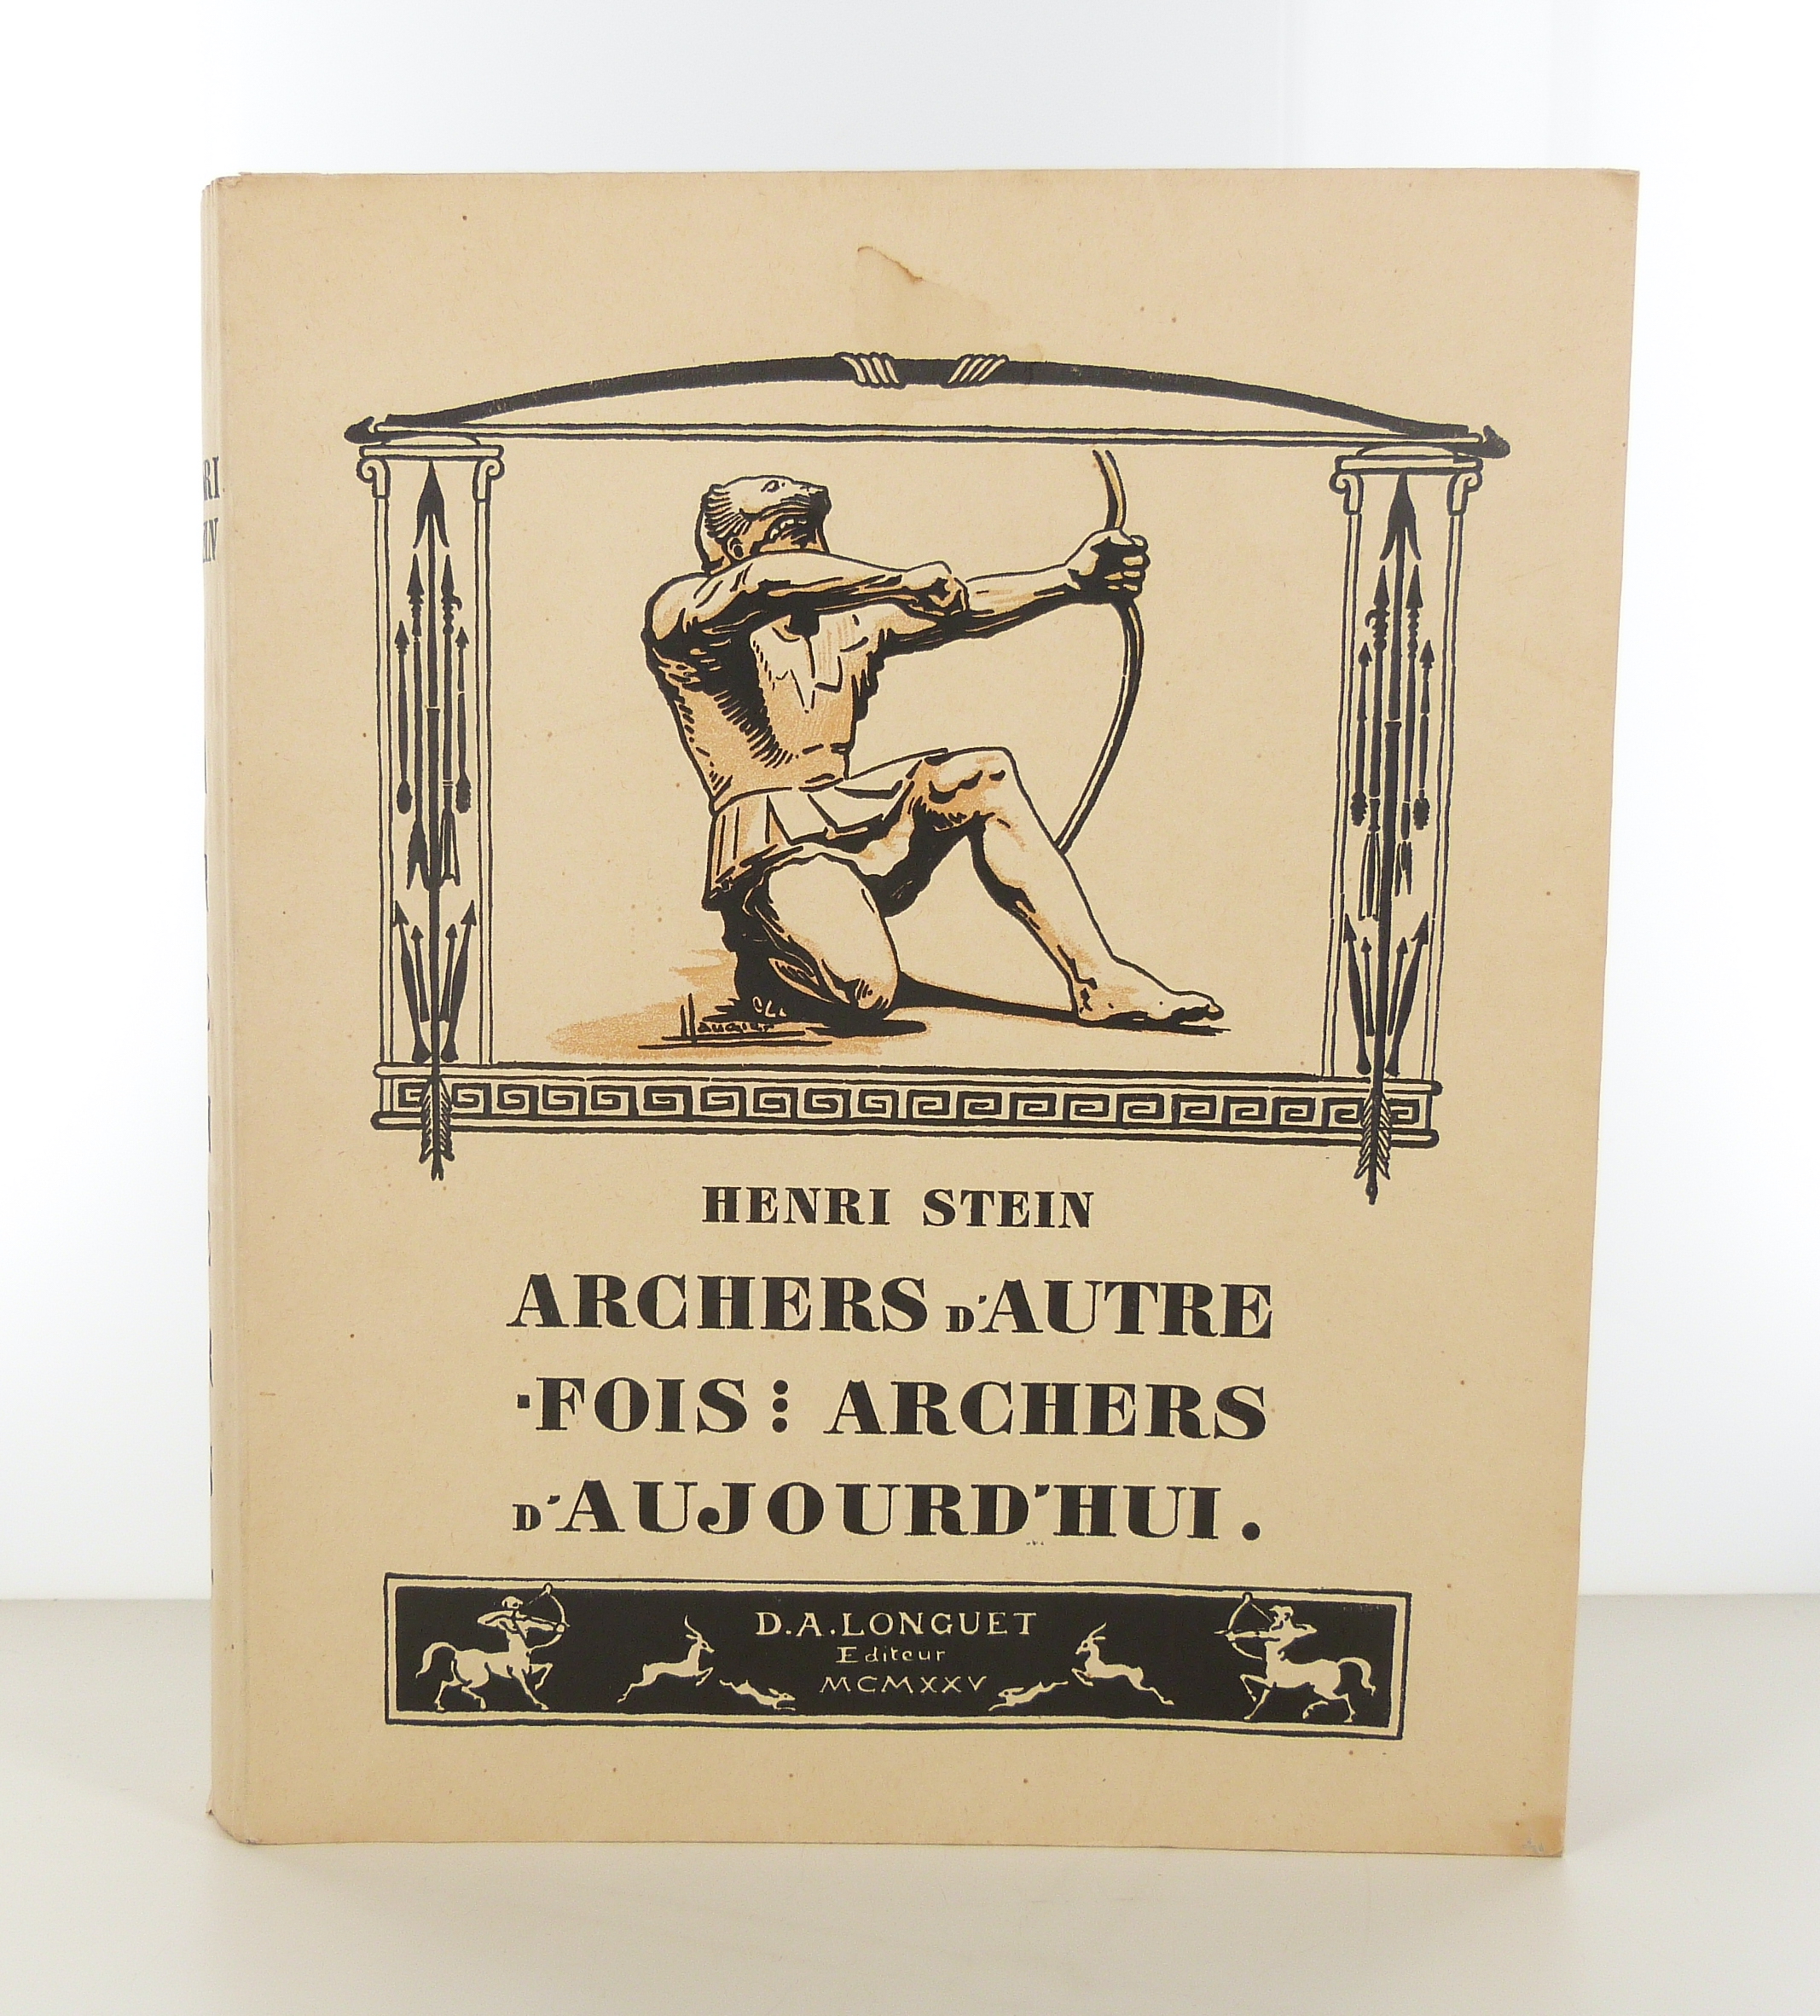 HENRI STEIN
ARCHERS D'AUTRE
-FOIS ⋮ ARCHERS
D'AUJOURD'HUI.
D.A.LONGUET
Editeur
MCMXXV